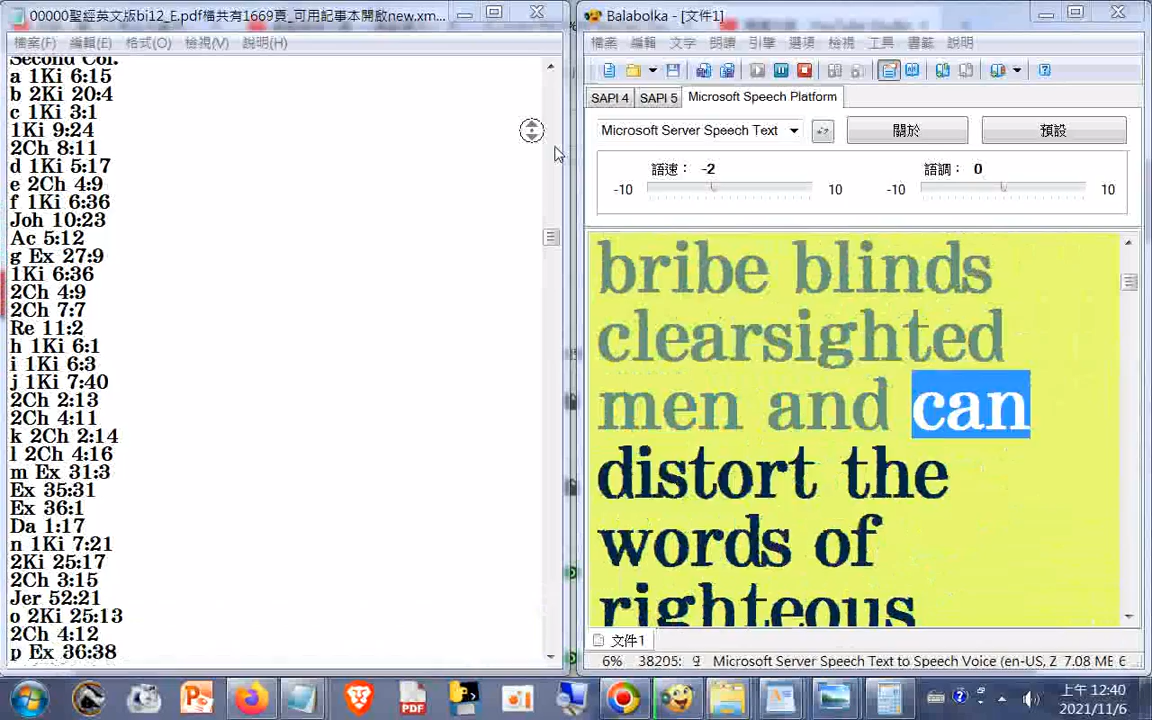 00000聖經英文版bi12_E.pdf檔共有1669頁_可用記事本開啟new.xm...
檔案(F) 編輯(E) 格式(O) 檢視(V) 說明(H)
Second Col.
a 1Ki 6:15
b 2Ki 20:4
c 1Ki 3:1
1Ki 9:24
2Ch 8:11
d 1Ki 5:17
e 2Ch 4:9
f 1Ki 6:36
Joh 10:23
Ac 5:12
g Ex 27:9
1Ki 6:36
2Ch 4:9
2Ch 7:7
Re 11:2
h 1Ki 6:1
i 1Ki 6:3
j 1Ki 7:40
2Ch 2:13
2Ch 4:11
k 2Ch 2:14
l 2Ch 4:16
m Ex 31:3
Ex 35:31
Ex 36:1
Da 1:17
n 1Ki 7:21
2Ki 25:17
2Ch 3:15
Jer 52:21
o 2Ki 25:13
2Ch 4:12
p Ex 36:38
Balabolka - [文件1]
檔案 編輯 文字 朗讀 引擎 選項 檢視 工具 書籤 說明
SAPI 4 SAPI 5 Microsoft Speech Platform
Microsoft Server Speech Text 關於 預設
語速： -2 語調： 0
-10 10 -10 10
bribe blinds
clearsighted
men and can
distort the
words of
righteous
文件1
6% 38205: Microsoft Server Speech Text to Speech Voice (en-US, Z 7.08 MB 6
PDF
上午 12:40
2021/11/6